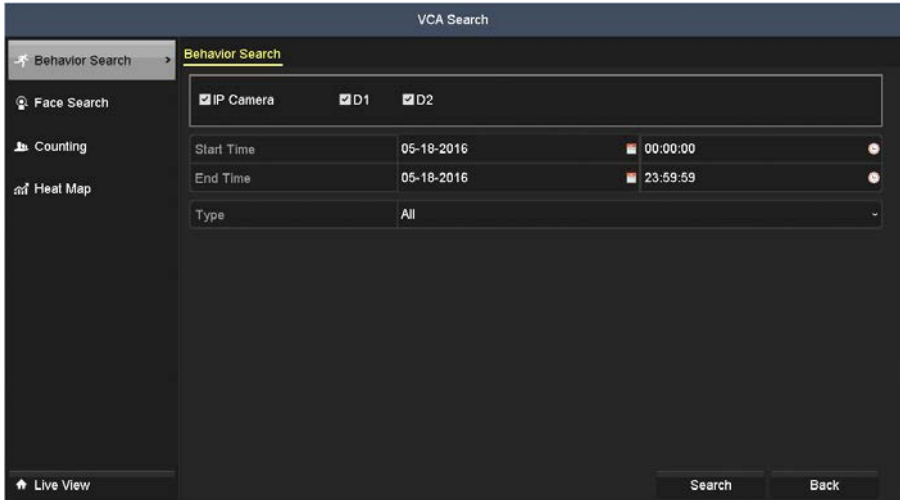 VCA Search
Behavior Search
Face Search
Counting
Heat Map
Live View
Behavior Search
IP Camera D1 D2
Start Time 05-18-2016 00:00:00
End Time 05-18-2016 23:59:59
Type All
Search Back